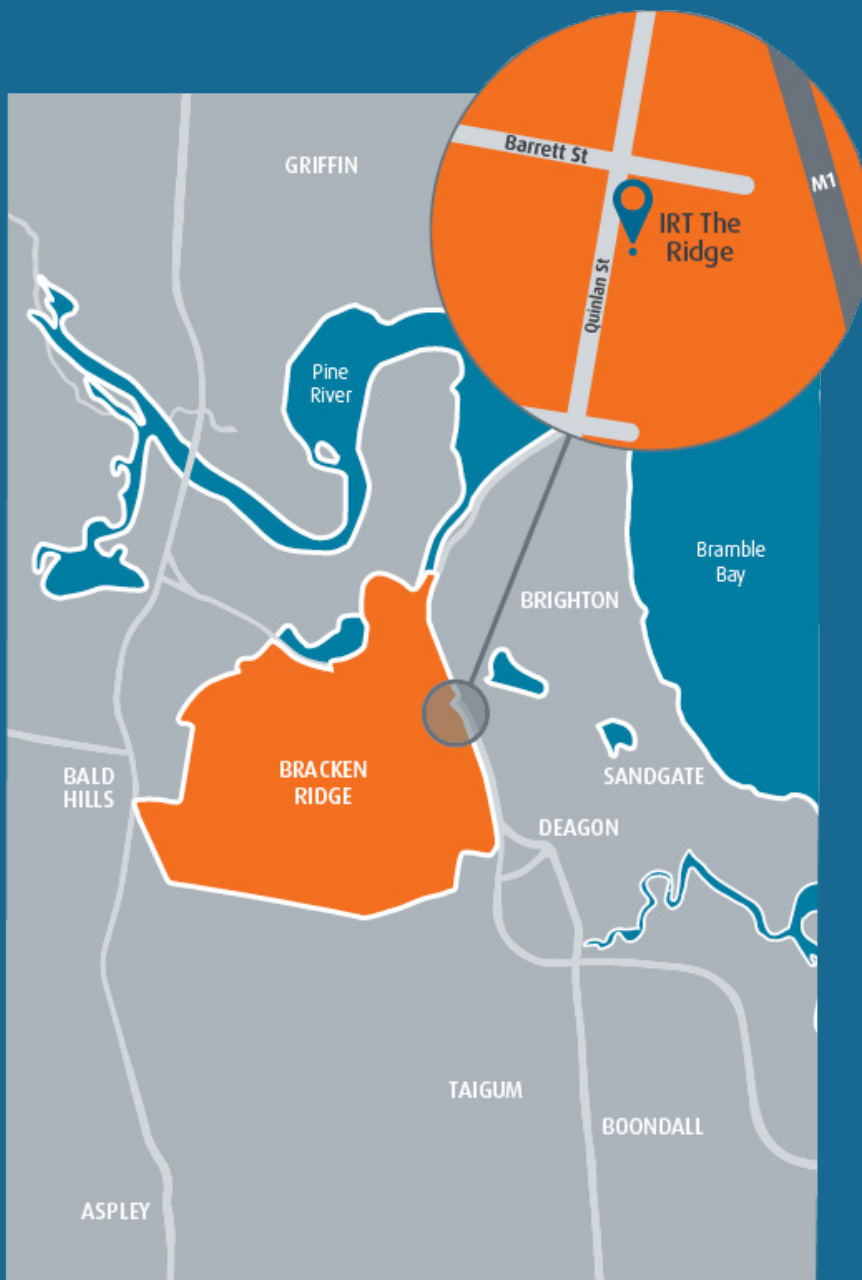 GRIFFIN
Barrett St
M1
IRT The
Ridge
Quinlan St
Pine
River
Bramble
Bay
BRIGHTON
BALD
HILLS
BRACKEN
RIDGE
SANDGATE
DEAGON
TAIGUM
BOONDALL
ASPLEY